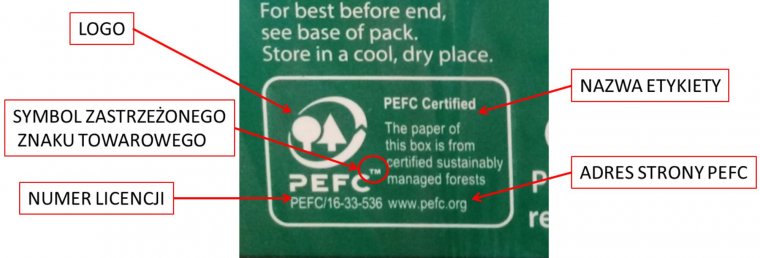 For best before end,
see base of pack.
Store in a cool, dry place.
LOGO
SYMBOL ZASTRZEŻONEGO
ZNAKU TOWAROWEGO
NUMER LICENCJI
PEFC Certified
The paper of
this box is from
certified sustainably
managed forests
PEFC™
PEFC/16-33-536 www.pefc.org
NAZWA ETYKIETY
ADRES STRONY PEFC
P
re